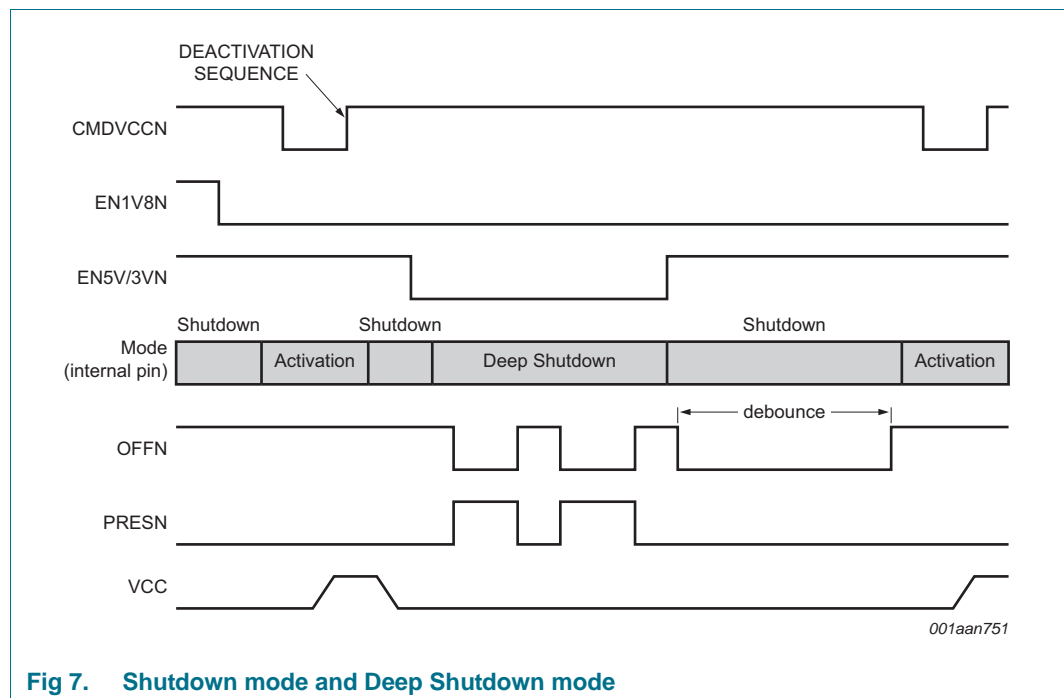 DEACTIVATION
SEQUENCE
CMDVCCN
EN1V8N
EN5V/3VN
Shutdown Shutdown Shutdown
Mode
(internal pin)
Activation Deep Shutdown Activation
debounce
OFFN
PRESN
VCC
001aan751
Fig 7. Shutdown mode and Deep Shutdown mode